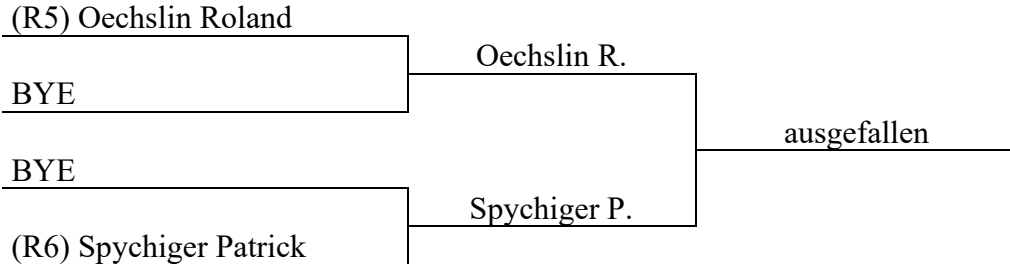 (R5) Oechslin Roland
Oechslin R.
BYE
ausgefallen
BYE
Spychiger P.
(R6) Spychiger Patrick